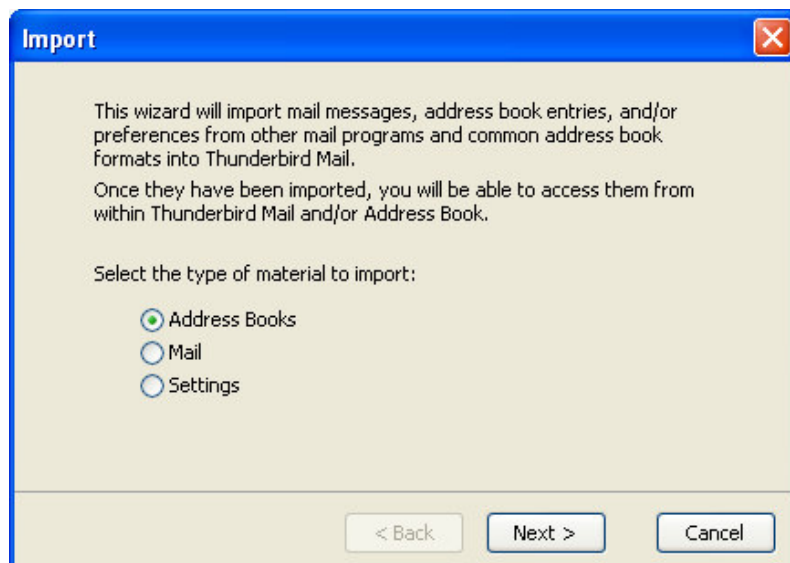 Import
This wizard will import mail messages, address book entries, and/or
preferences from other mail programs and common address book
formats into Thunderbird Mail.
Once they have been imported, you will be able to access them from
within Thunderbird Mail and/or Address Book.
Select the type of material to import:
Address Books
Mail
Settings
< Back Next > Cancel